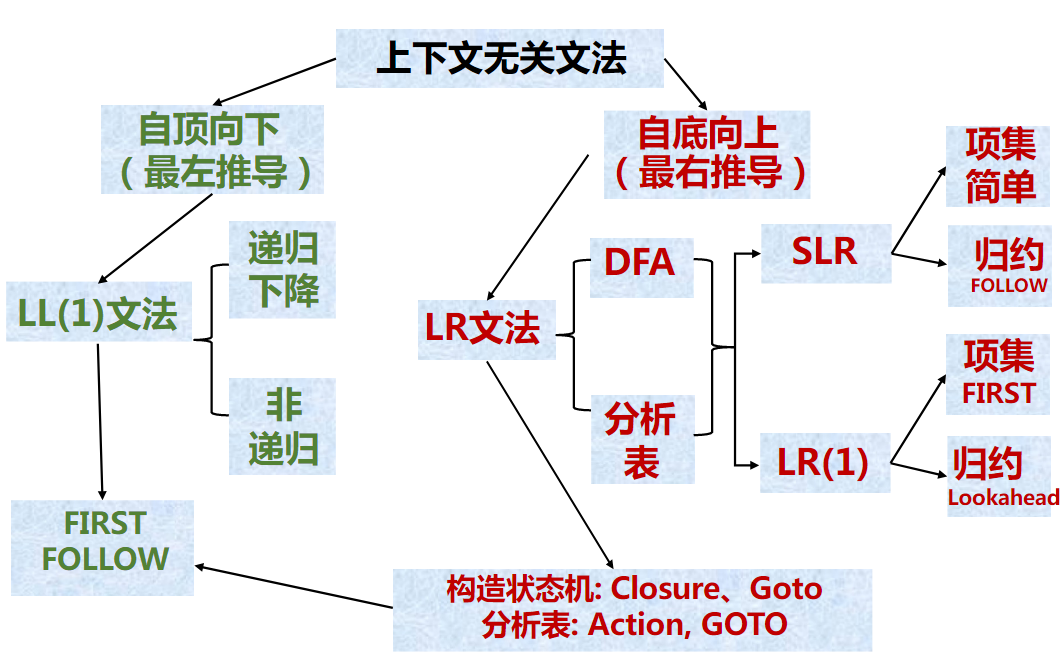 上下文无关文法
自顶向下
（最左推导）
自底向上
（最右推导）
LL(1)文法
递归
下降
非
递归
FIRST
FOLLOW
LR文法
DFA
分析
表
SLR
项集
简单
归约
FOLLOW
LR(1)
项集
FIRST
归约
Lookahead
构造状态机: Closure、Goto
分析表: Action, GOTO